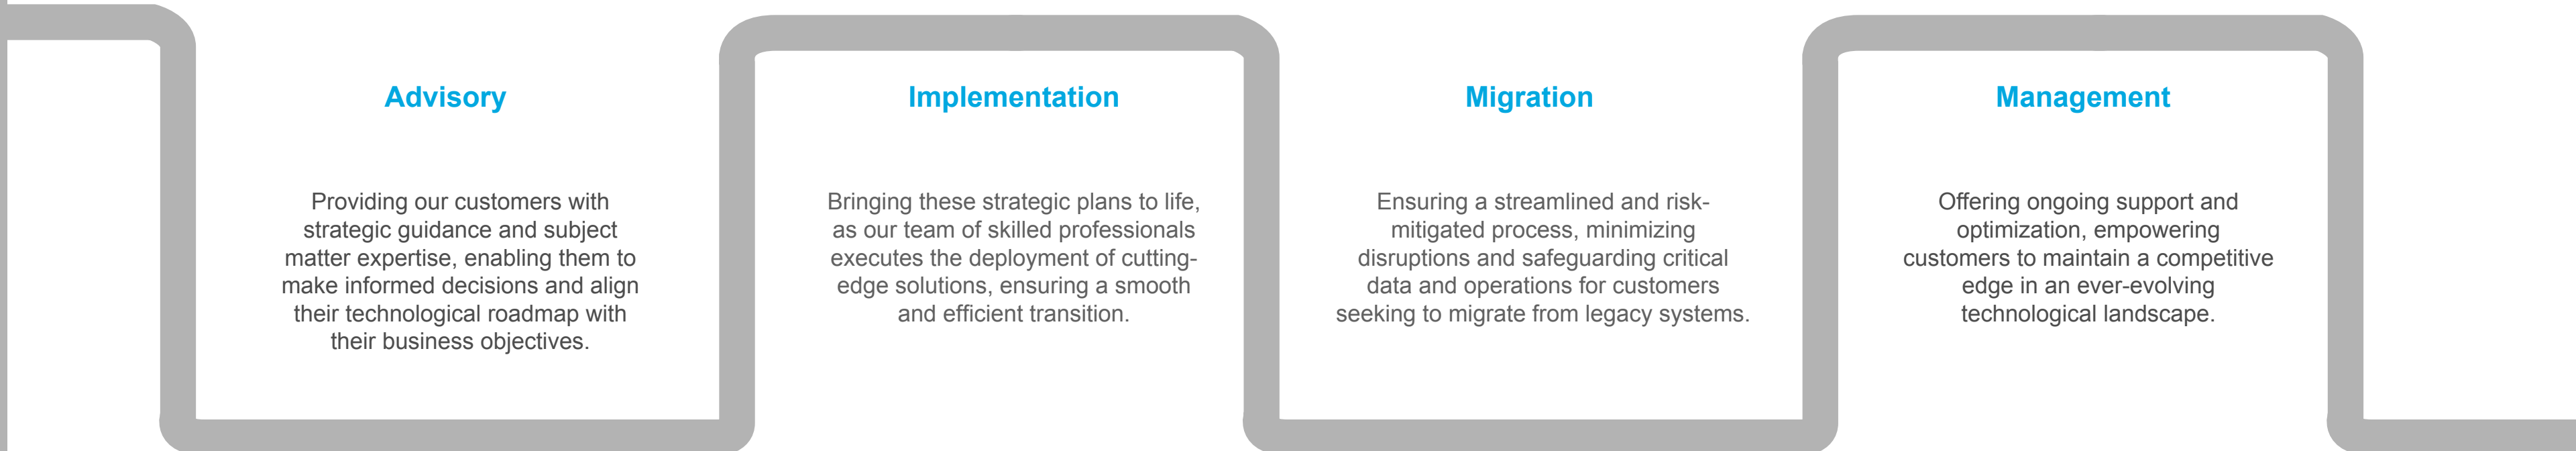 Advisory
Providing our customers with
strategic guidance and subject
matter expertise, enabling them to
make informed decisions and align
their technological roadmap with
their business objectives.
Implementation
Bringing these strategic plans to life,
as our team of skilled professionals
executes the deployment of cutting-
edge solutions, ensuring a smooth
and efficient transition.
Migration
Ensuring a streamlined and risk-
mitigated process, minimizing
disruptions and safeguarding critical
data and operations for customers
seeking to migrate from legacy systems.
Management
Offering ongoing support and
optimization, empowering
customers to maintain a competitive
edge in an ever-evolving
technological landscape.